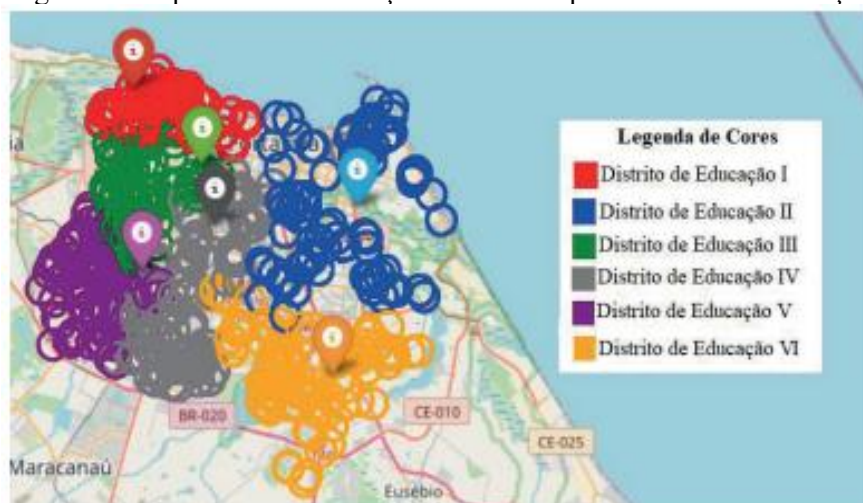 Legenda de Cores
Distrito de Educação I
Distrito de Educação II
Distrito de Educação III
Distrito de Educação IV
Distrito de Educação V
Distrito de Educação VI
BR-020
CE-010
CE-025
Maracanaú
Eusébio